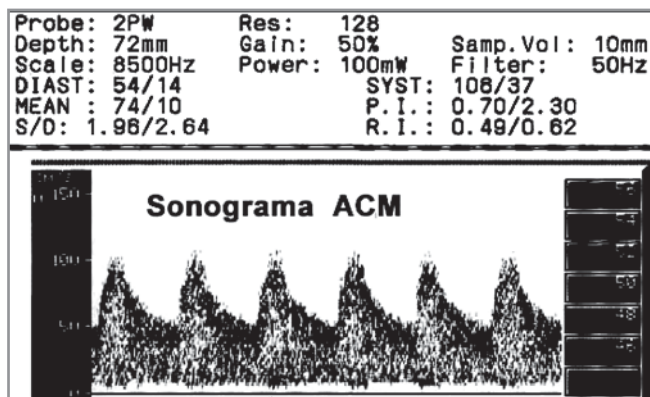 Probe: 2PW Res: 128
Depth: 72mm Gain: 50% Samp.Vol: 10mm
Scale: 8500Hz Power: 100mW Filter: 50Hz
DIAST: 54/14 SYST: 106/37
MEAN : 74/10 P.I.: 0.70/2.30
S/D: 1.96/2.64 R.I.: 0.49/0.62
Sonograma ACM
150
100
50